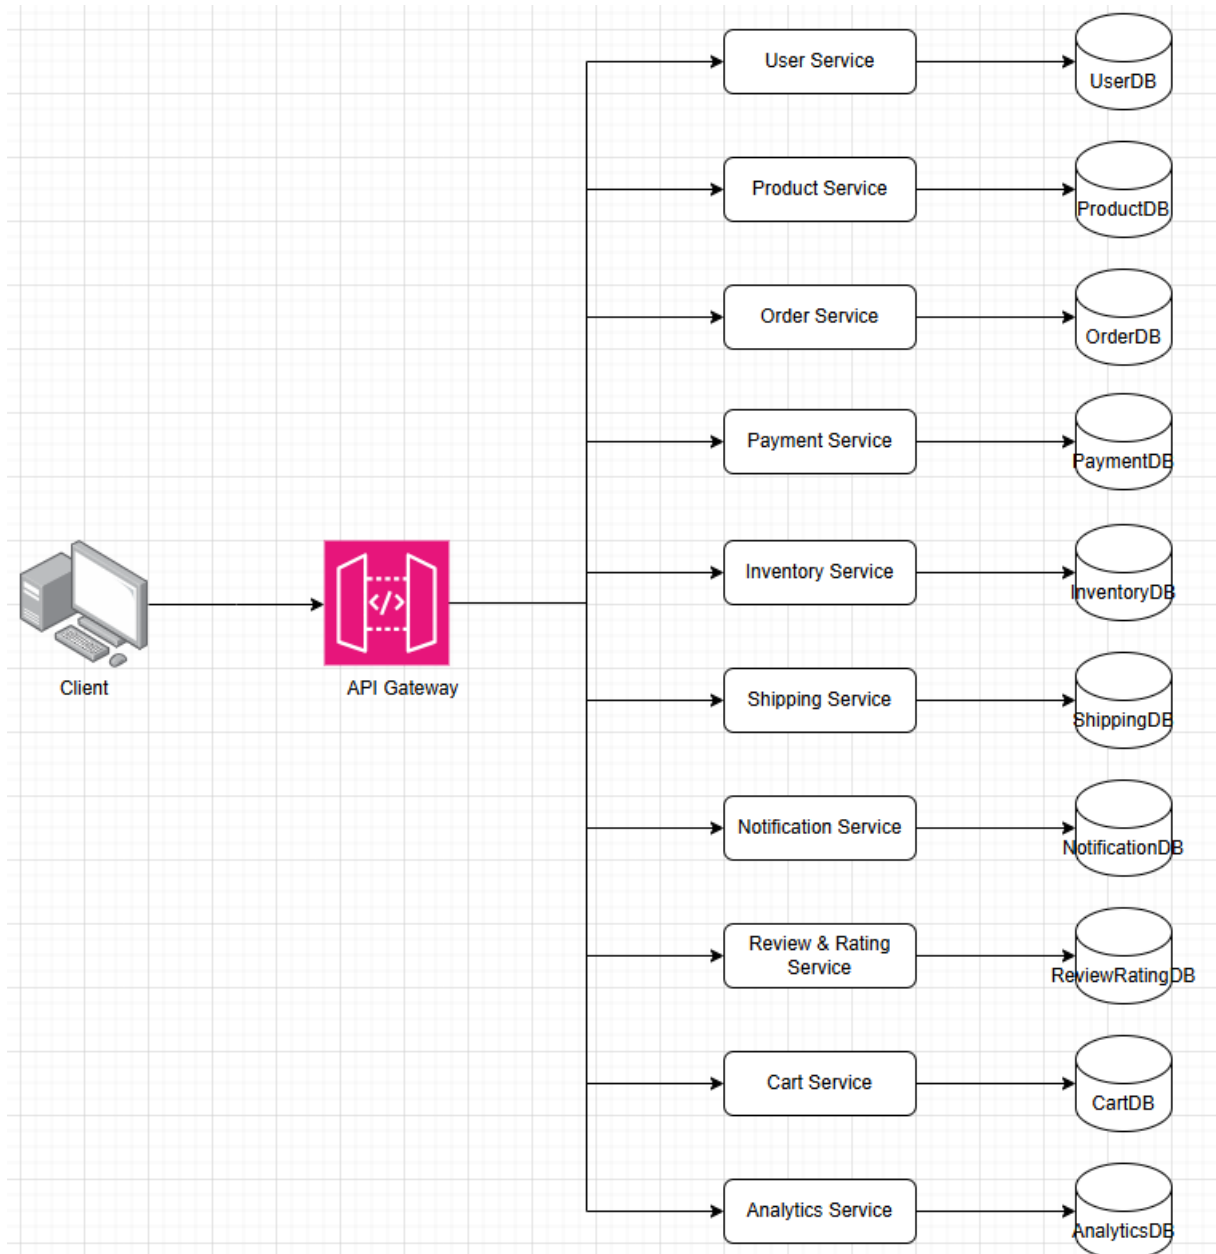 User Service
UserDB
Product Service
ProductDB
Order Service
OrderDB
Payment Service
PaymentDB
Inventory Service
InventoryDB
</>
Client
API Gateway
Shipping Service
ShippingDB
Notification Service
NotificationDB
Review & Rating
Service
ReviewRatingDB
Cart Service
CartDB
Analytics Service
AnalyticsDB